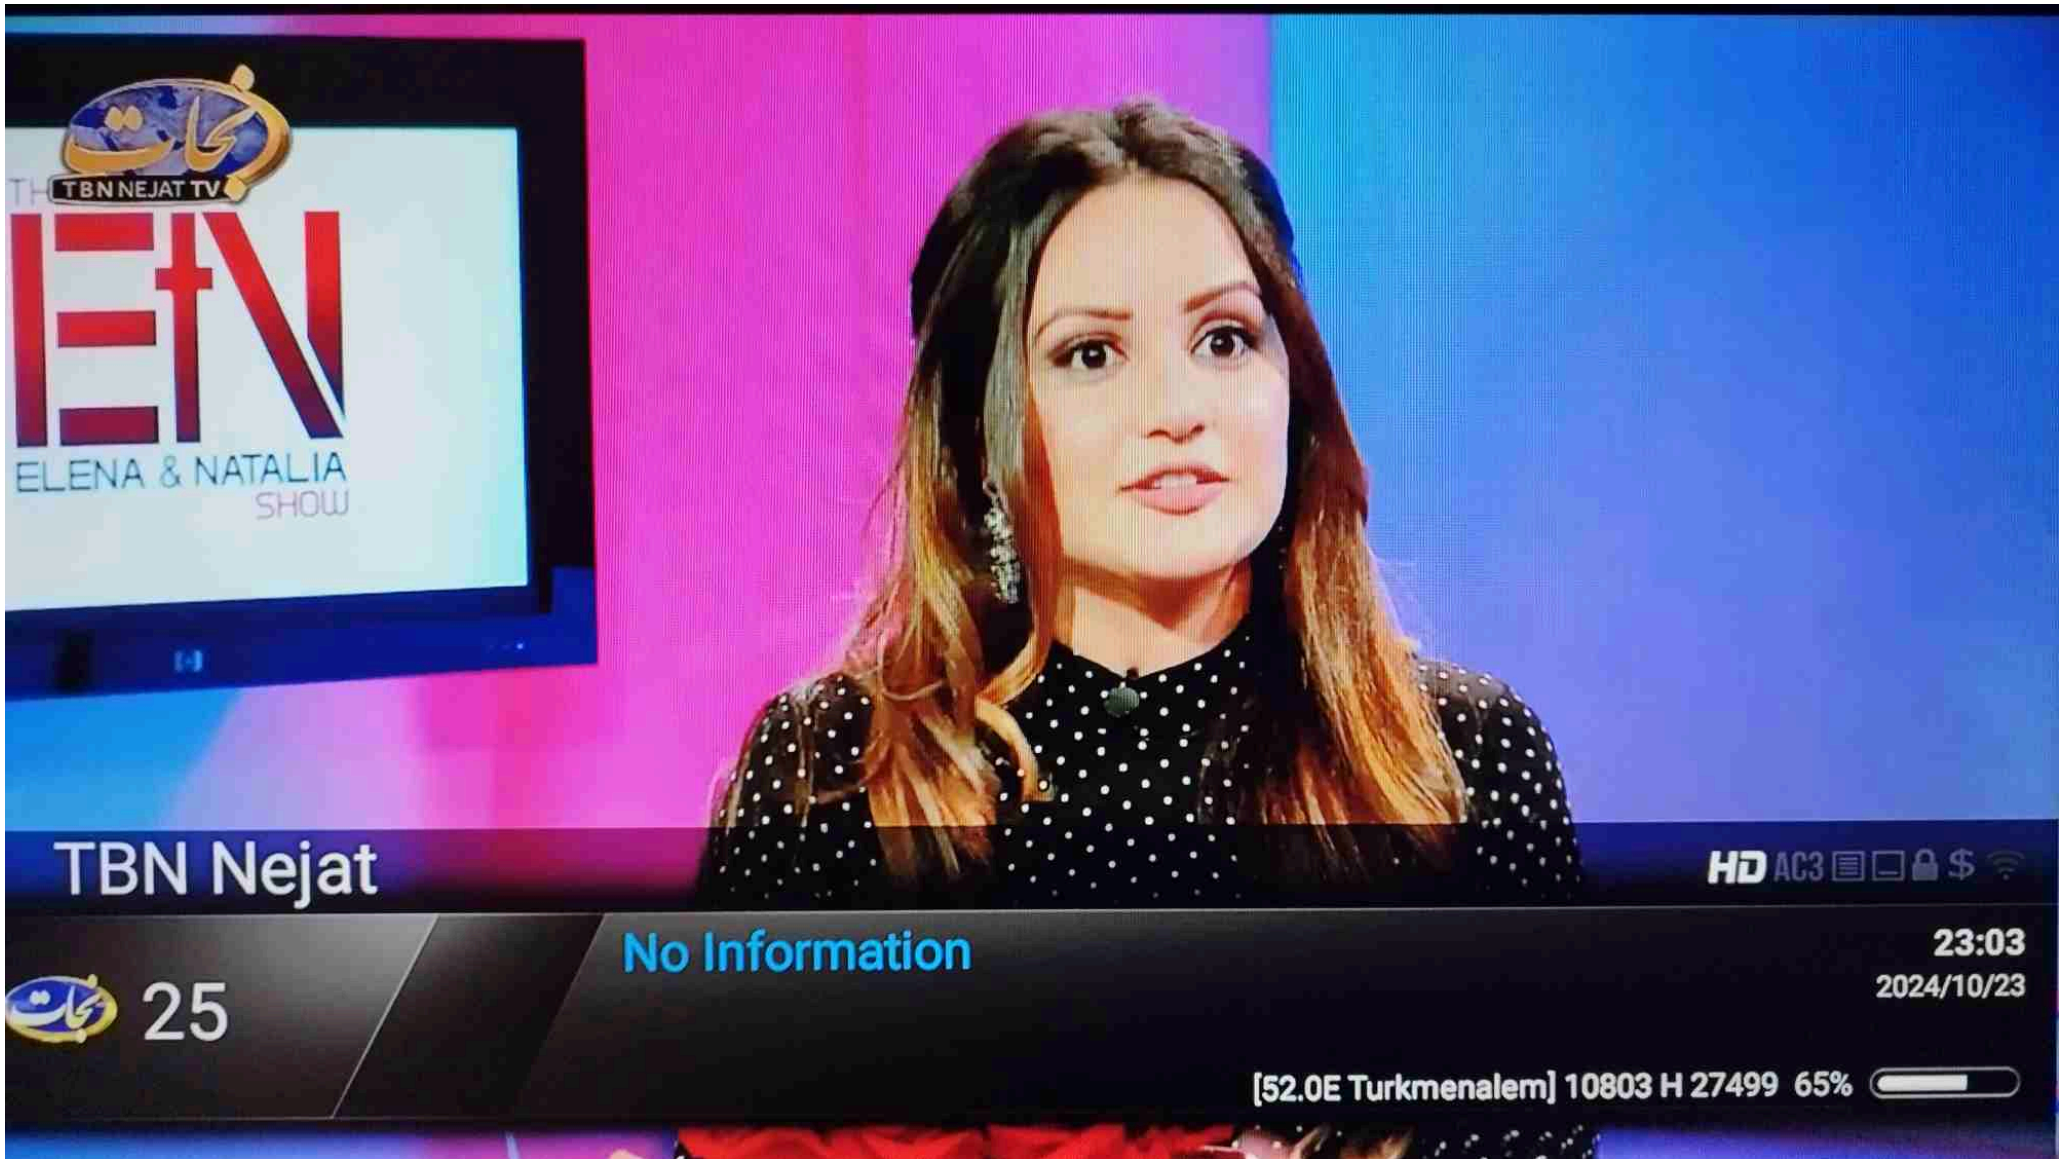 نجات
TBN NEJAT TV
TH
EN
ELENA & NATALIA
SHOW
TBN Nejat
HD AC3 $
No Information
23:03
2024/10/23
نجات
25
[52.0E Turkmenalem] 10803 H 27499 65%